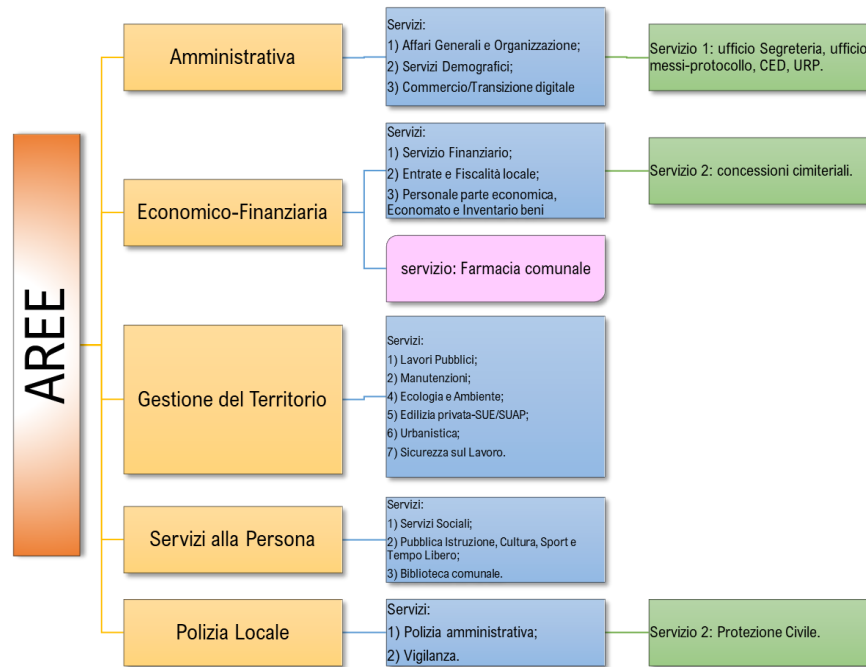 AREE
Amministrativa
Servizi:
1) Affari Generali e Organizzazione;
2) Servizi Demografici;
3) Commercio/Transizione digitale
Servizio 1: ufficio Segreteria, ufficio
messi-protocollo, CED, URP.
Economico-Finanziaria
Servizi:
1) Servizio Finanziario;
2) Entrate e Fiscalità locale;
3) Personale parte economica,
Economato e Inventario beni
Servizio 2: concessioni cimiteriali.
servizio: Farmacia comunale
Gestione del Territorio
Servizi:
1) Lavori Pubblici;
2) Manutenzioni;
4) Ecologia e Ambiente;
5) Edilizia privata-SUE/SUAP;
6) Urbanistica;
7) Sicurezza sul Lavoro.
Servizi alla Persona
Servizi:
1) Servizi Sociali;
2) Pubblica Istruzione, Cultura, Sport e
Tempo Libero;
3) Biblioteca comunale.
Polizia Locale
Servizi:
1) Polizia amministrativa;
2) Vigilanza.
Servizio 2: Protezione Civile.